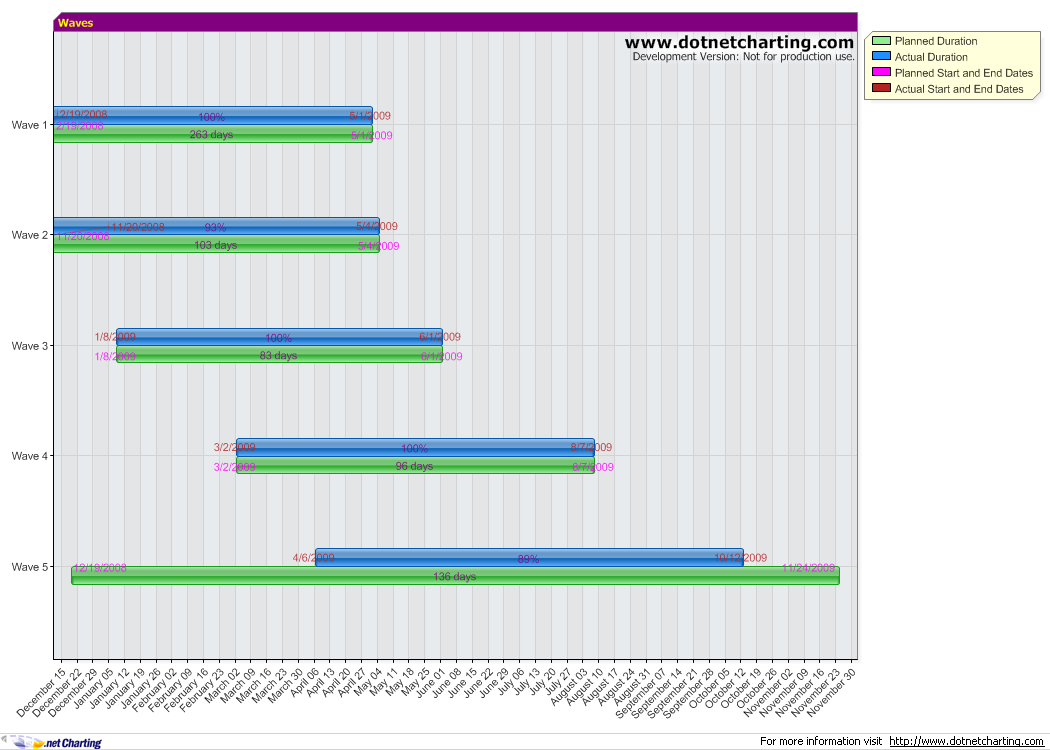 Waves
www.dotnetcharting.com
Development Version: Not for production use.
Planned Duration
Actual Duration
Planned Start and End Dates
Actual Start and End Dates
Wave 1
2/19/2008
100%
5/1/2009
2/19/2008
263 days
5/1/2009
Wave 2
11/20/2008
93%
5/4/2009
11/20/2008
103 days
5/4/2009
Wave 3
1/8/2009
100%
6/1/2009
1/8/2009
83 days
6/1/2009
Wave 4
3/2/2009
100%
8/7/2009
3/2/2009
96 days
8/7/2009
Wave 5
4/6/2009
89%
10/12/2009
12/19/2008
136 days
11/24/2009
December 15
December 22
December 29
January 05
January 12
January 19
January 26
February 02
February 09
February 16
February 23
March 02
March 09
March 16
March 23
March 30
April 06
April 13
April 20
April 27
May 04
May 11
May 18
May 25
June 01
June 08
June 15
June 22
June 29
July 06
July 13
July 20
July 27
August 03
August 10
August 17
August 24
August 31
September 07
September 14
September 21
September 28
October 05
October 12
October 19
October 26
November 02
November 09
November 16
November 23
November 30
.net Charting
For more information visit http://www.dotnetcharting.com